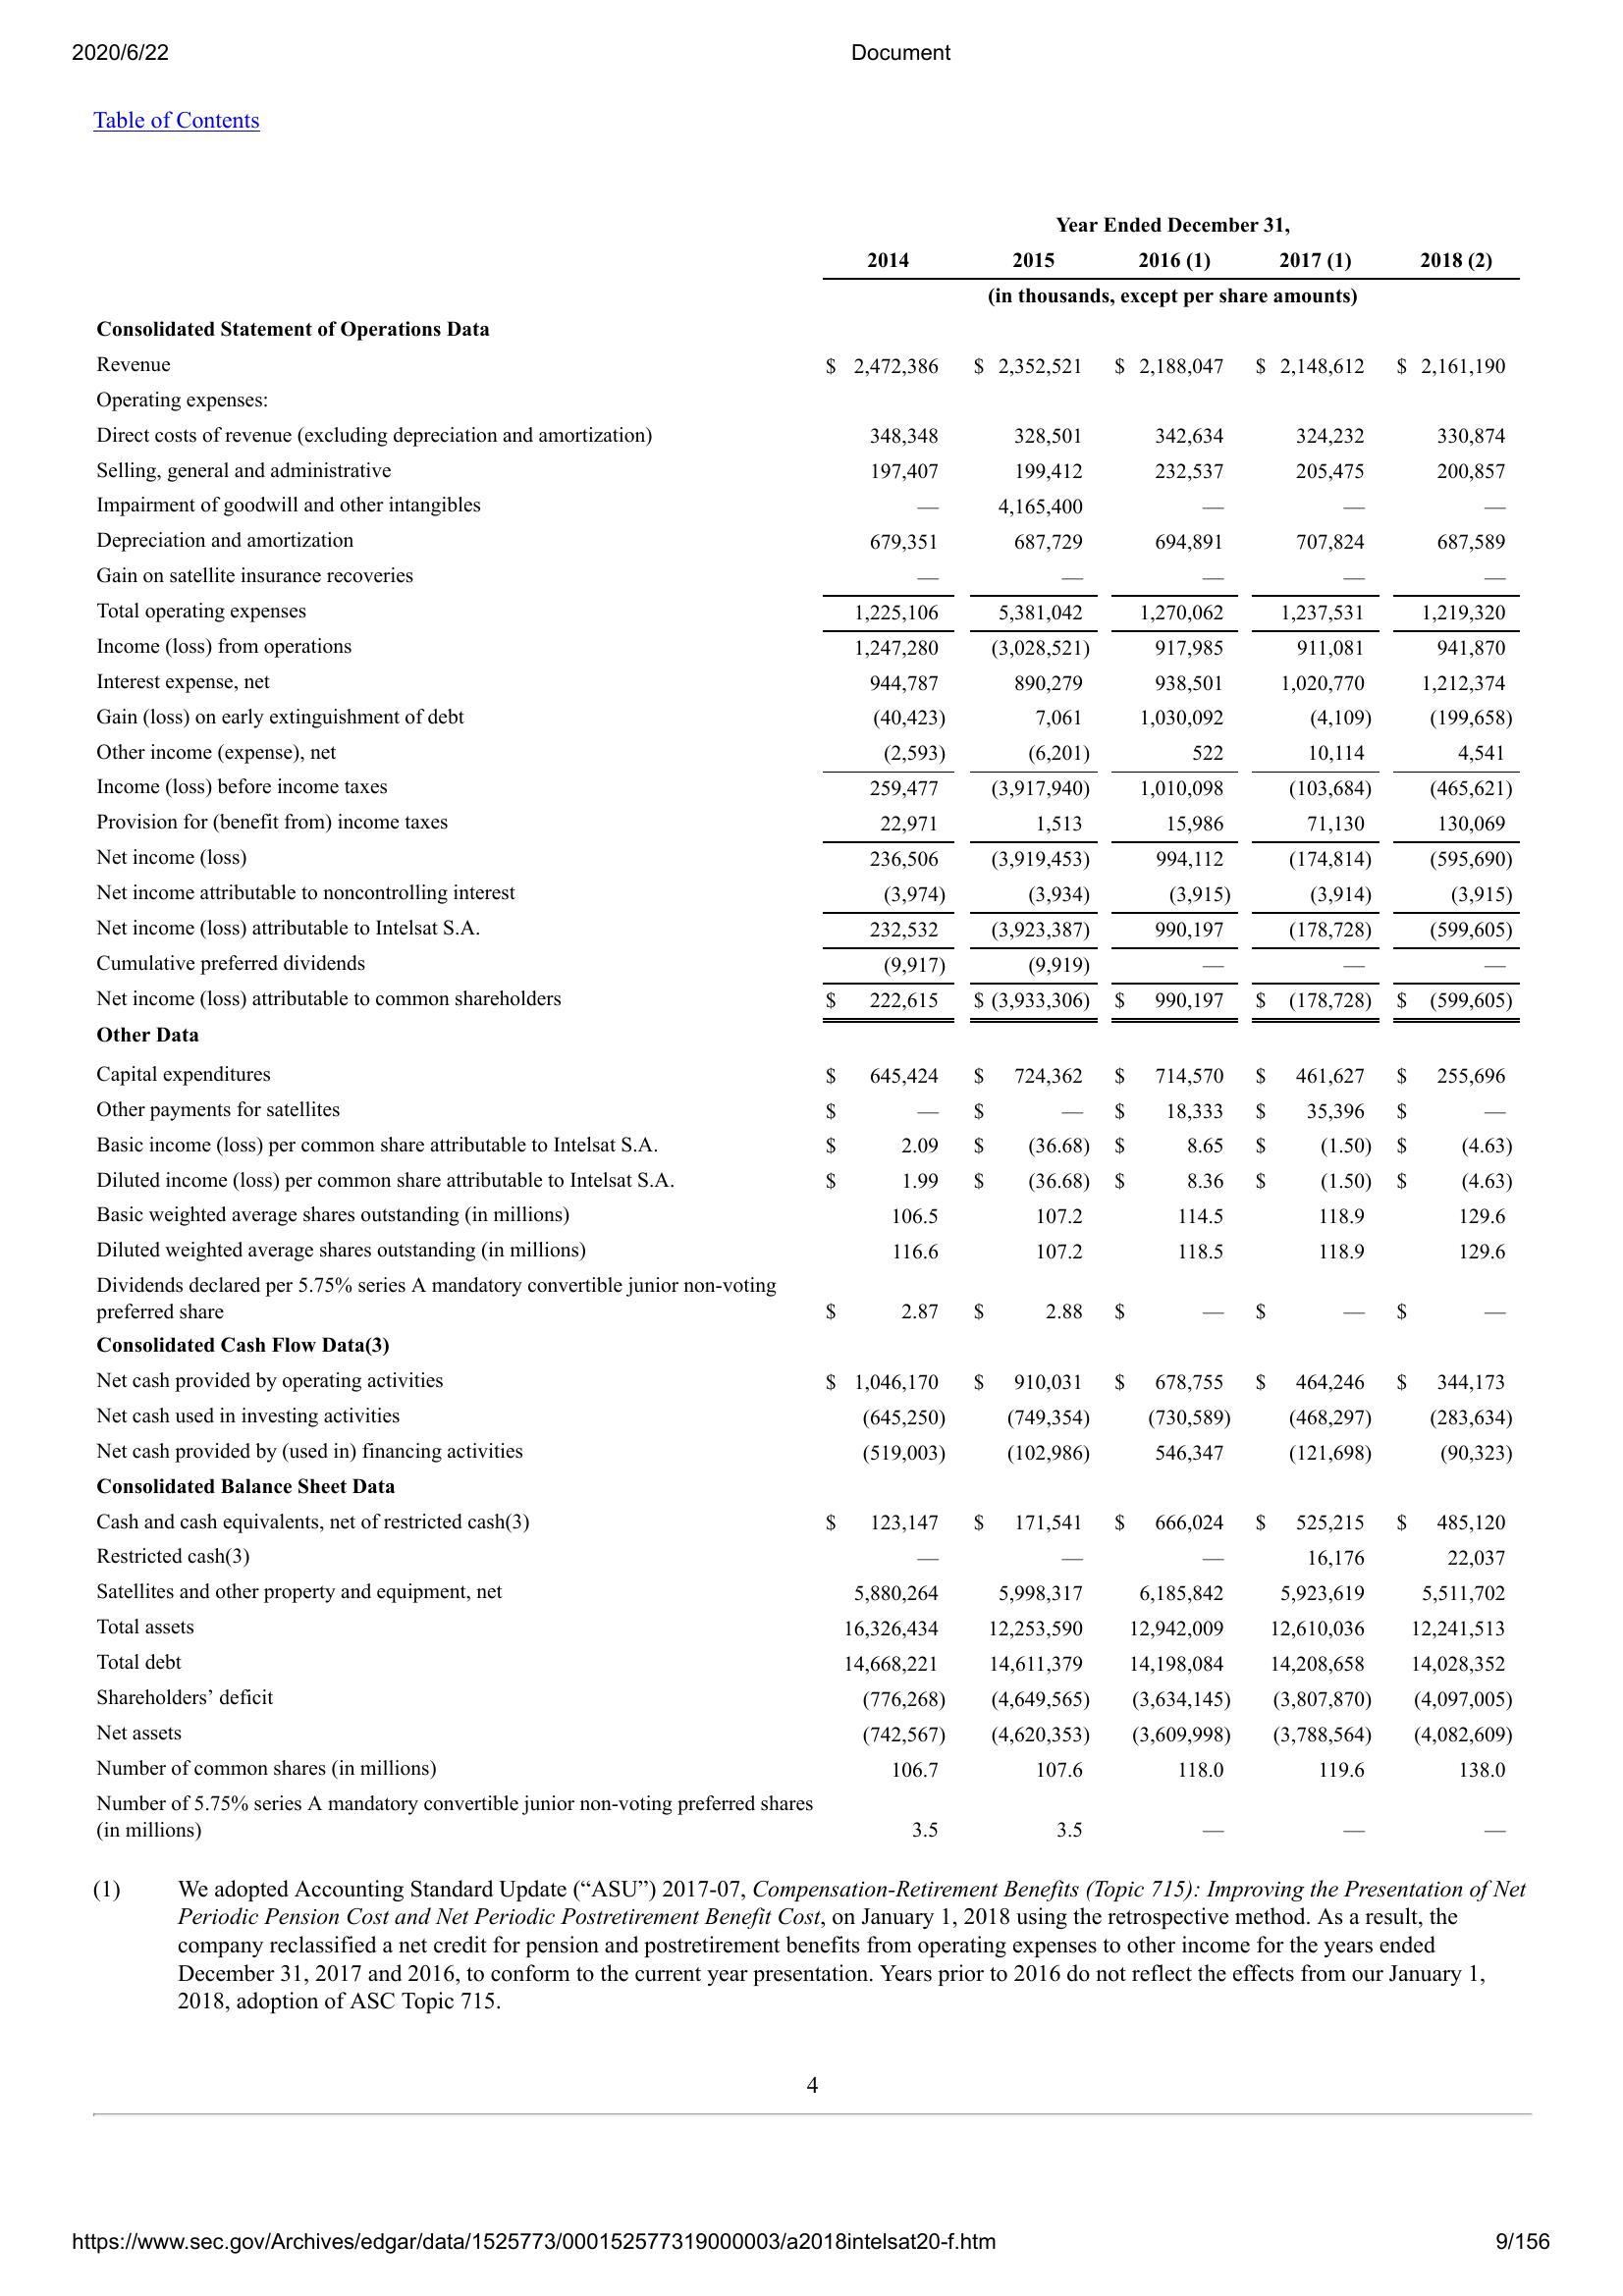 2020/6/22 Document
Table of Contents
Year Ended December 31,
2014 2015 2016 (1) 2017 (1) 2018 (2)
(in thousands, except per share amounts)
Consolidated Statement of Operations Data
Revenue $ 2,472,386 $ 2,352,521 $ 2,188,047 $ 2,148,612 $ 2,161,190
Operating expenses:
Direct costs of revenue (excluding depreciation and amortization) 348,348 328,501 342,634 324,232 330,874
Selling, general and administrative 197,407 199,412 232,537 205,475 200,857
Impairment of goodwill and other intangibles — 4,165,400 — — —
Depreciation and amortization 679,351 687,729 694,891 707,824 687,589
Gain on satellite insurance recoveries — — — — —
Total operating expenses 1,225,106 5,381,042 1,270,062 1,237,531 1,219,320
Income (loss) from operations 1,247,280 (3,028,521) 917,985 911,081 941,870
Interest expense, net 944,787 890,279 938,501 1,020,770 1,212,374
Gain (loss) on early extinguishment of debt (40,423) 7,061 1,030,092 (4,109) (199,658)
Other income (expense), net (2,593) (6,201) 522 10,114 4,541
Income (loss) before income taxes 259,477 (3,917,940) 1,010,098 (103,684) (465,621)
Provision for (benefit from) income taxes 22,971 1,513 15,986 71,130 130,069
Net income (loss) 236,506 (3,919,453) 994,112 (174,814) (595,690)
Net income attributable to noncontrolling interest (3,974) (3,934) (3,915) (3,914) (3,915)
Net income (loss) attributable to Intelsat S.A. 232,532 (3,923,387) 990,197 (178,728) (599,605)
Cumulative preferred dividends (9,917) (9,919) — — —
Net income (loss) attributable to common shareholders $ 222,615 $ (3,933,306) $ 990,197 $ (178,728) $ (599,605)
Other Data
Capital expenditures $ 645,424 $ 724,362 $ 714,570 $ 461,627 $ 255,696
Other payments for satellites $ — $ — $ 18,333 $ 35,396 $ —
Basic income (loss) per common share attributable to Intelsat S.A. $ 2.09 $ (36.68) $ 8.65 $ (1.50) $ (4.63)
Diluted income (loss) per common share attributable to Intelsat S.A. $ 1.99 $ (36.68) $ 8.36 $ (1.50) $ (4.63)
Basic weighted average shares outstanding (in millions) 106.5 107.2 114.5 118.9 129.6
Diluted weighted average shares outstanding (in millions) 116.6 107.2 118.5 118.9 129.6
Dividends declared per 5.75% series A mandatory convertible junior non-voting
preferred share $ 2.87 $ 2.88 $ — $ — $ —
Consolidated Cash Flow Data(3)
Net cash provided by operating activities $ 1,046,170 $ 910,031 $ 678,755 $ 464,246 $ 344,173
Net cash used in investing activities (645,250) (749,354) (730,589) (468,297) (283,634)
Net cash provided by (used in) financing activities (519,003) (102,986) 546,347 (121,698) (90,323)
Consolidated Balance Sheet Data
Cash and cash equivalents, net of restricted cash(3) $ 123,147 $ 171,541 $ 666,024 $ 525,215 $ 485,120
Restricted cash(3) — — — 16,176 22,037
Satellites and other property and equipment, net 5,880,264 5,998,317 6,185,842 5,923,619 5,511,702
Total assets 16,326,434 12,253,590 12,942,009 12,610,036 12,241,513
Total debt 14,668,221 14,611,379 14,198,084 14,208,658 14,028,352
Shareholders’ deficit (776,268) (4,649,565) (3,634,145) (3,807,870) (4,097,005)
Net assets (742,567) (4,620,353) (3,609,998) (3,788,564) (4,082,609)
Number of common shares (in millions) 106.7 107.6 118.0 119.6 138.0
Number of 5.75% series A mandatory convertible junior non-voting preferred shares
(in millions) 3.5 3.5 — — —
(1) We adopted Accounting Standard Update (“ASU”) 2017-07, Compensation-Retirement Benefits (Topic 715): Improving the Presentation of Net
Periodic Pension Cost and Net Periodic Postretirement Benefit Cost, on January 1, 2018 using the retrospective method. As a result, the
company reclassified a net credit for pension and postretirement benefits from operating expenses to other income for the years ended
December 31, 2017 and 2016, to conform to the current year presentation. Years prior to 2016 do not reflect the effects from our January 1,
2018, adoption of ASC Topic 715.
4
https://www.sec.gov/Archives/edgar/data/1525773/000152577319000003/a2018intelsat20-f.htm 9/156